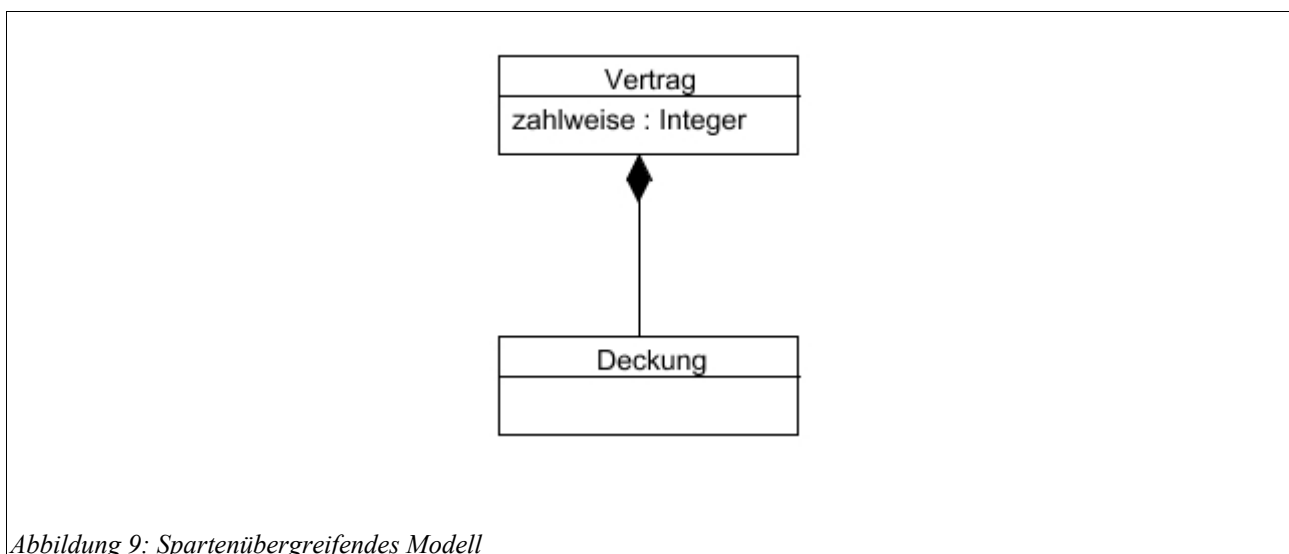 Vertrag
zahlweise : Integer
Deckung
Abbildung 9: Spartenübergreifendes Modell